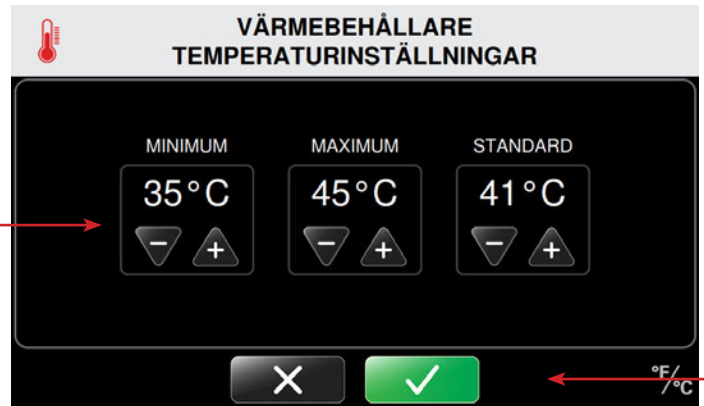 VÄRMEBEHÅLLARE
TEMPERATURINSTÄLLNINGAR
MINIMUM MAXIMUM STANDARD
35°C 45°C 41°C
− + − + − +
°F/°C